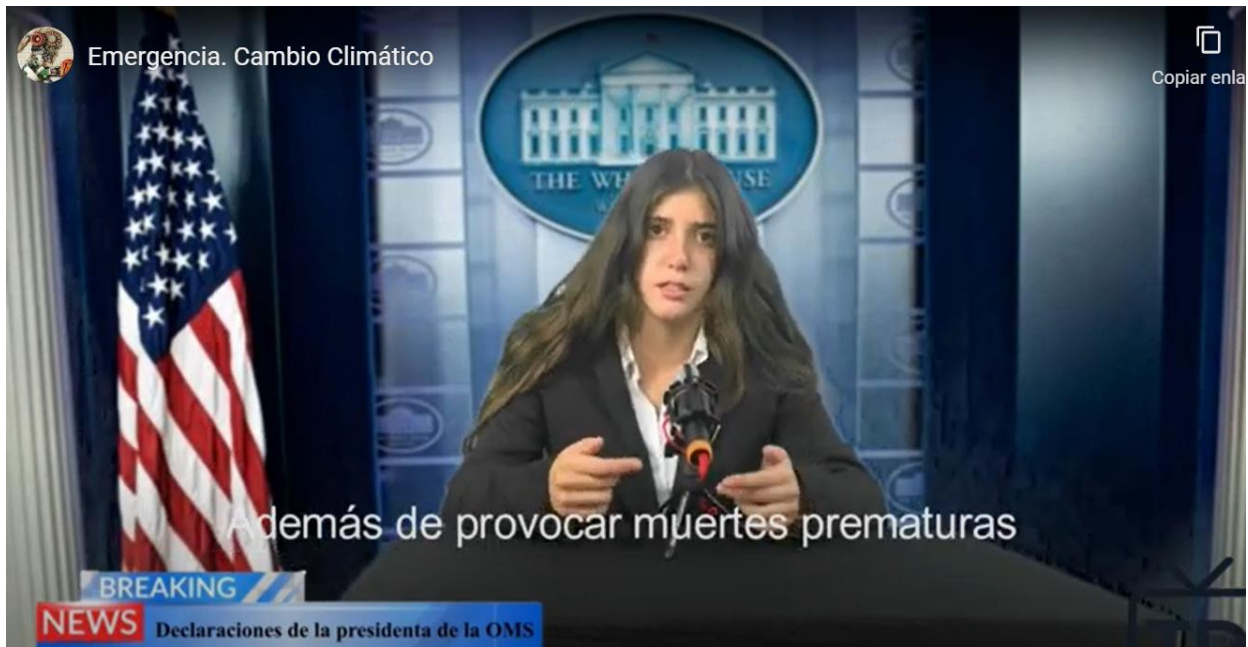 Emergencia. Cambio Climático
Copiar enla
THE WH
USE
Además de provocar muertes prematuras
BREAKING
NEWS
Declaraciones de la presidenta de la OMS